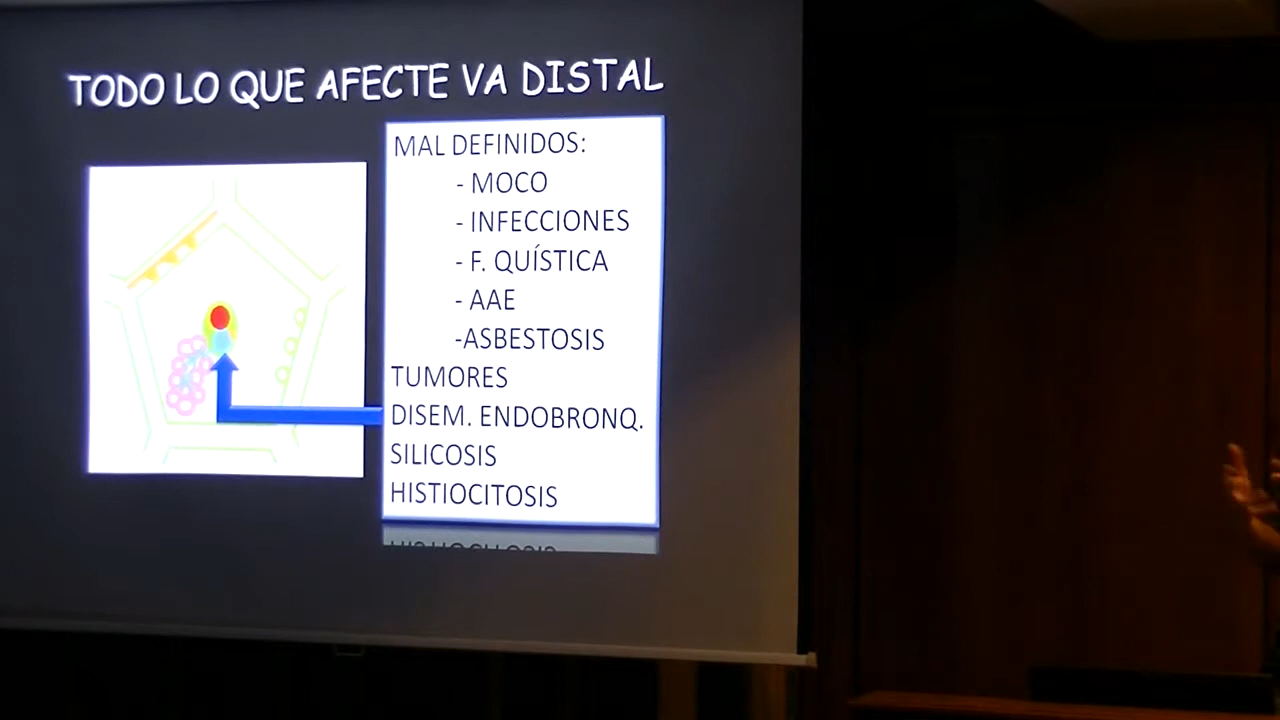 TODO LO QUE AFECTE VA DISTAL
MAL DEFINIDOS:
- MOCO
- INFECCIONES
- F. QUÍSTICA
- AAE
-ASBESTOSIS
TUMORES
DISEM. ENDOBRONQ.
SILICOSIS
HISTIOCITOSIS